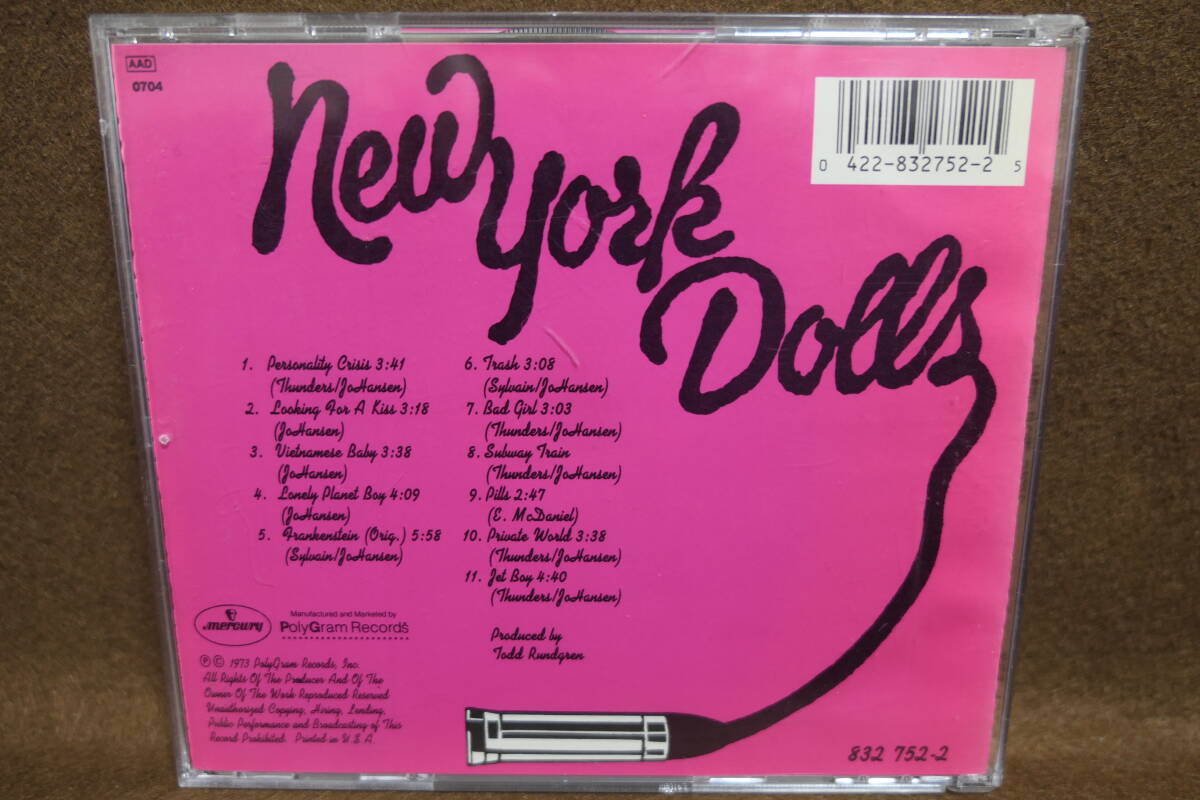 AAD
0704
New York
Dolls
0 422-832752-2 5
1. Personality Crisis 3:41
(Thunders/JoHansen)
2. Looking For A Kiss 3:18
(JoHansen)
3. Vietnamese Baby 3:38
(JoHansen)
4. Lonely Planet Boy 4:09
(JoHansen)
5. Frankenstein (Orig.) 5:58
(Sylvain/JoHansen)
6. Trash 3:08
(Sylvain/JoHansen)
7. Bad Girl 3:03
(Thunders/JoHansen)
8. Subway Train
(Thunders/JoHansen)
9. Pills 2:47
(E. McDaniel)
10. Private World 3:38
(Thunders/JoHansen)
11. Jet Boy 4:40
(Thunders/JoHansen)
Produced by
Todd Rundgren
mercury
Manufactured and Marketed by
PolyGram Records
Ⓟ © 1973 PolyGram Records, Inc.
All Rights Of The Producer And Of The
Owner Of The Work Reproduced Reserved
Unauthorized Copying, Hiring, Lending,
Public Performance and Broadcasting of This
Record Prohibited. Printed in U.S.A.
832 752-2